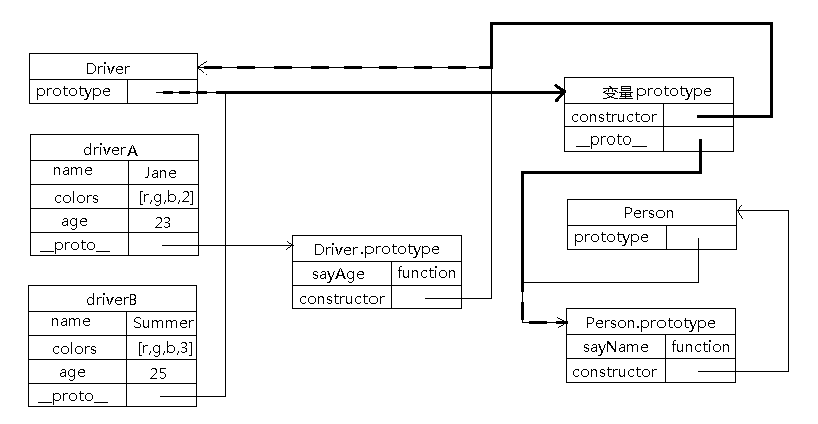 Driver
prototype
变量prototype
constructor
__proto__
driverA
name Jane
colors [r,g,b,2]
age 23
__proto__
Person
prototype
Driver.prototype
sayAge function
constructor
driverB
name Summer
colors [r,g,b,3]
age 25
__proto__
Person.prototype
sayName function
constructor